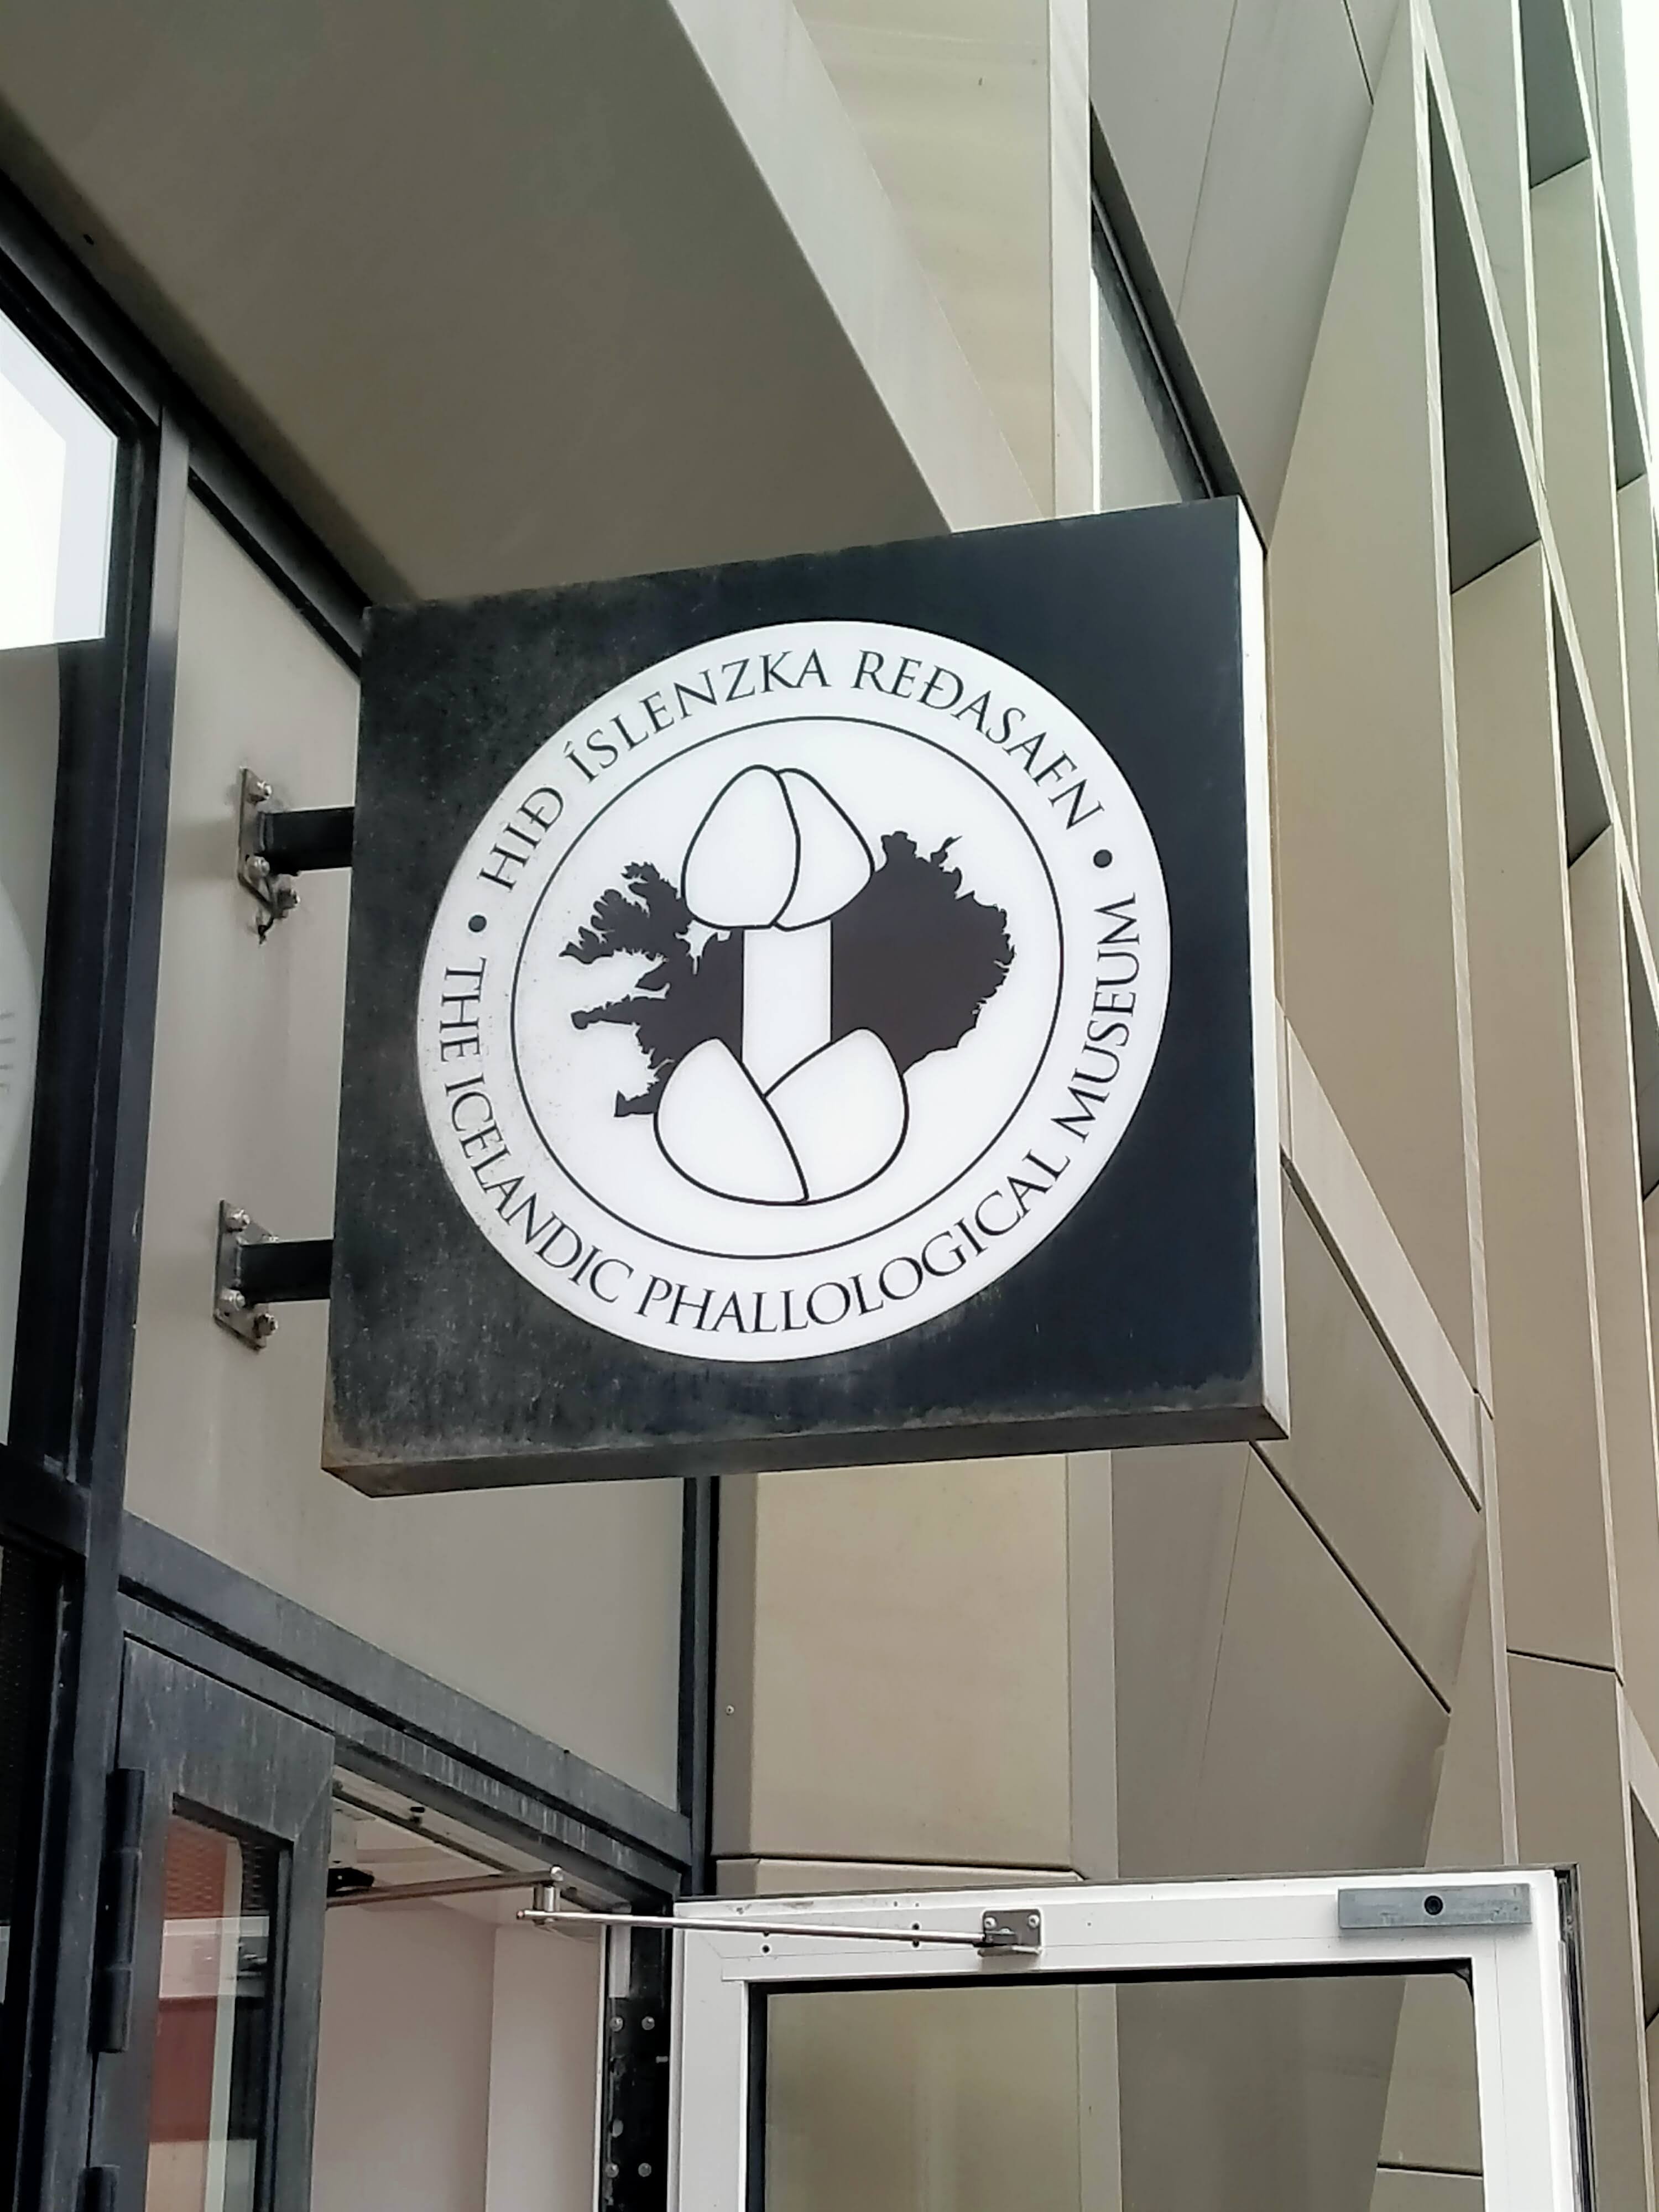 • HIÐ ÍSLENZKA REÐASAFN •
THE ICELANDIC PHALLOLOGICAL MUSEUM